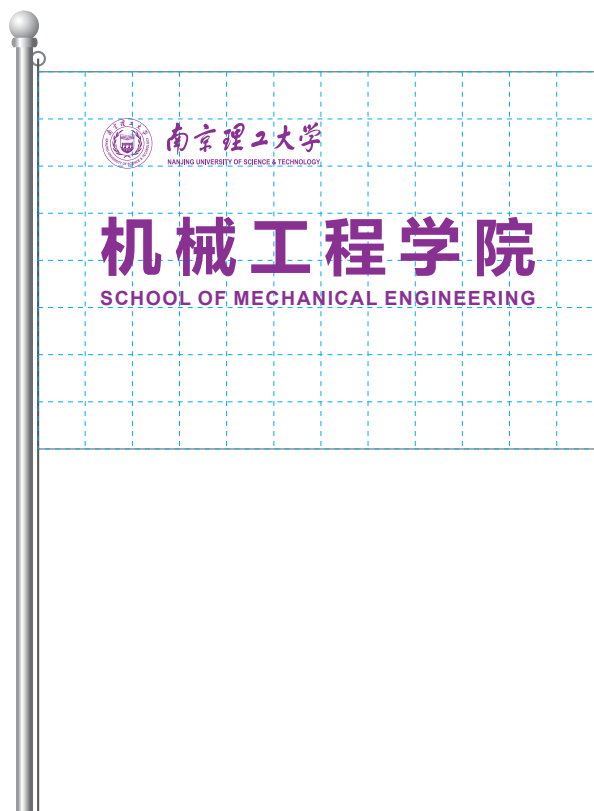 南京理工大学
NANJING UNIVERSITY OF SCIENCE & TECHNOLOGY
机械工程学院
SCHOOL OF MECHANICAL ENGINEERING